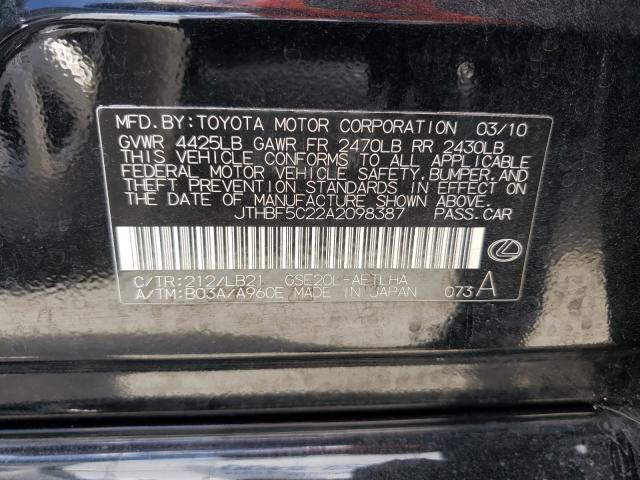 MFD. BY: TOYOTA MOTOR CORPORATION 03/10
GVWR 4425LB GAWR FR 2470LB RR 2430LB
THIS VEHICLE CONFORMS TO ALL APPLICABLE
FEDERAL MOTOR VEHICLE SAFETY, BUMPER, AND
THEFT PREVENTION STANDARDS IN EFFECT ON
THE DATE OF MANUFACTURE SHOWN ABOVE.
JTHBF5C22A2098387 PASS. CAR
C/TR: 212/LB21 GSE20L-AETLHA
A/TM: B03A/A960E MADE IN JAPAN 073 A